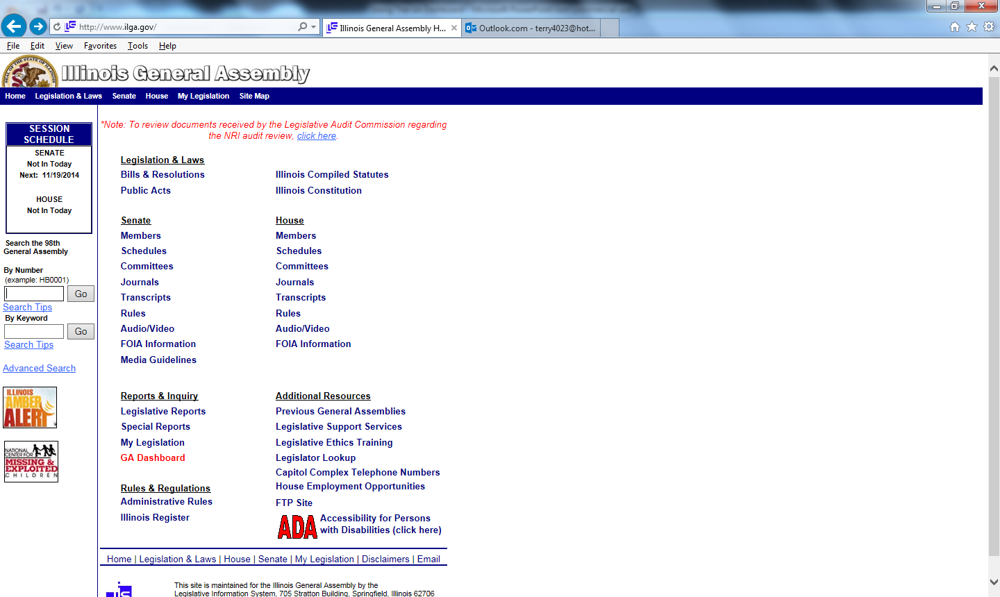 http://www.ilga.gov/
Illinois General Assembly H...
Outlook.com - terry4023@hot...
File Edit View Favorites Tools Help
Illinois General Assembly
Home Legislation & Laws Senate House My Legislation Site Map
SESSION
SCHEDULE
SENATE
Not In Today
Next: 11/19/2014
HOUSE
Not In Today
Search the 98th
General Assembly
By Number
(example: HB0001)
Go
Search Tips
By Keyword
Go
Search Tips
Advanced Search
ILLINOIS
AMBER
ALERT
NATIONAL
CENTER FOR
MISSING &
EXPLOITED
CHILDREN
*Note: To review documents received by the Legislative Audit Commission regarding
the NRI audit review, click here.
Legislation & Laws
Bills & Resolutions Illinois Compiled Statutes
Public Acts Illinois Constitution
Senate House
Members Members
Schedules Schedules
Committees Committees
Journals Journals
Transcripts Transcripts
Rules Rules
Audio/Video Audio/Video
FOIA Information FOIA Information
Media Guidelines
Reports & Inquiry Additional Resources
Legislative Reports Previous General Assemblies
Special Reports Legislative Support Services
My Legislation Legislative Ethics Training
GA Dashboard Legislator Lookup
Capitol Complex Telephone Numbers
House Employment Opportunities
Rules & Regulations
Administrative Rules FTP Site
Illinois Register
ADA Accessibility for Persons
with Disabilities (click here)
Home | Legislation & Laws | House | Senate | My Legislation | Disclaimers | Email
This site is maintained for the Illinois General Assembly by the
Legislative Information System, 705 Stratton Building, Springfield, Illinois 62706